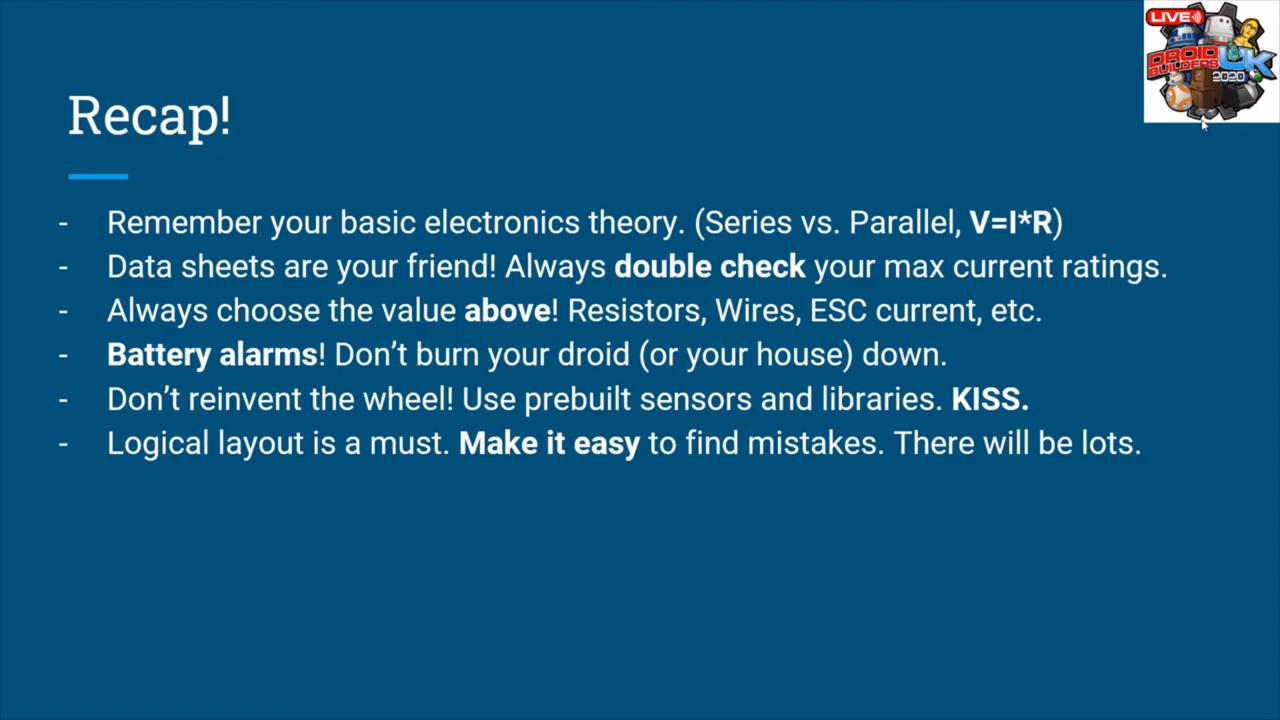 LIVE
DROID
BUILDERS
UK
2020
Recap!
- Remember your basic electronics theory. (Series vs. Parallel, V=I*R)
- Data sheets are your friend! Always double check your max current ratings.
- Always choose the value above! Resistors, Wires, ESC current, etc.
- Battery alarms! Don’t burn your droid (or your house) down.
- Don’t reinvent the wheel! Use prebuilt sensors and libraries. KISS.
- Logical layout is a must. Make it easy to find mistakes. There will be lots.